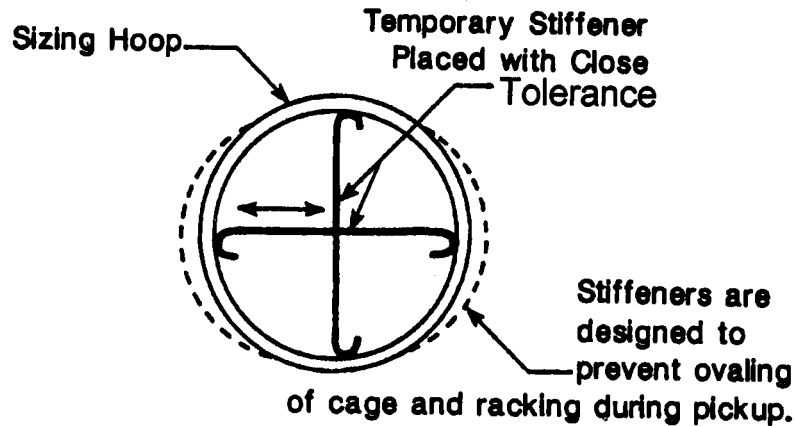 Sizing Hoop
Temporary Stiffener
Placed with Close
Tolerance
Stiffeners are
designed to
prevent ovaling
of cage and racking during pickup.